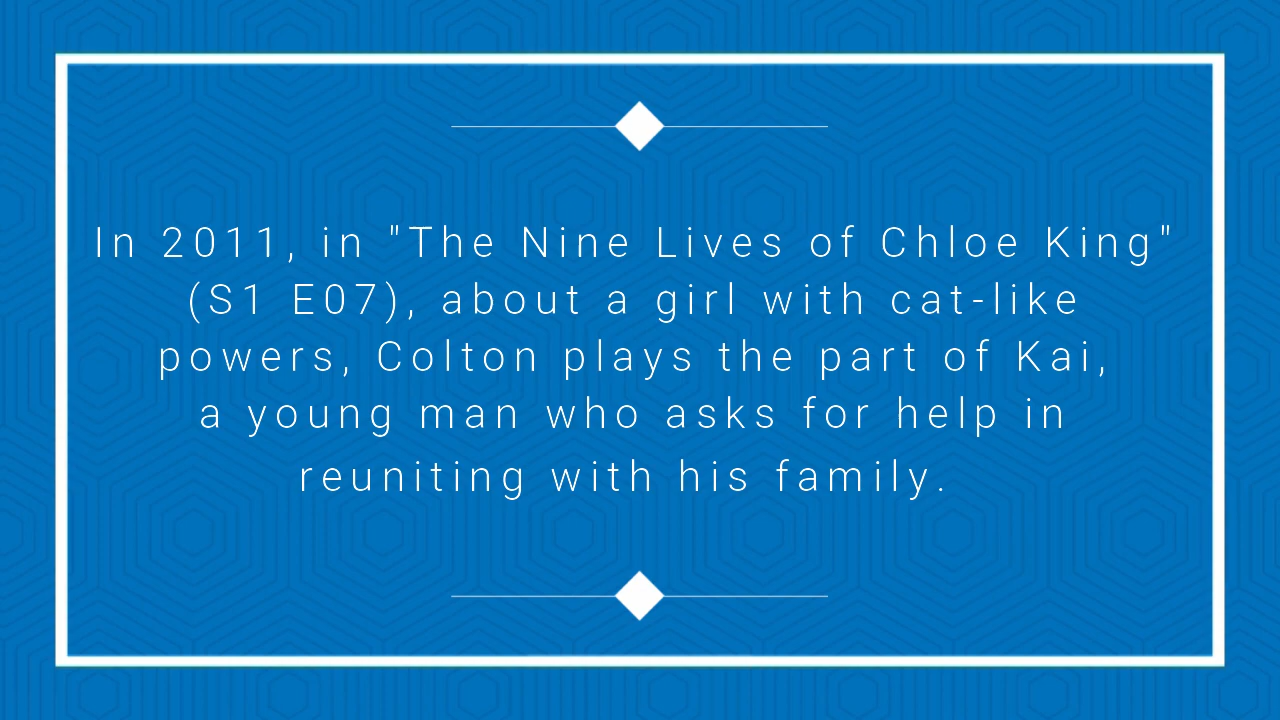 In 2011, in "The Nine Lives of Chloe King"
(S1 E07), about a girl with cat-like
powers, Colton plays the part of Kai,
a young man who asks for help in
reuniting with his family.